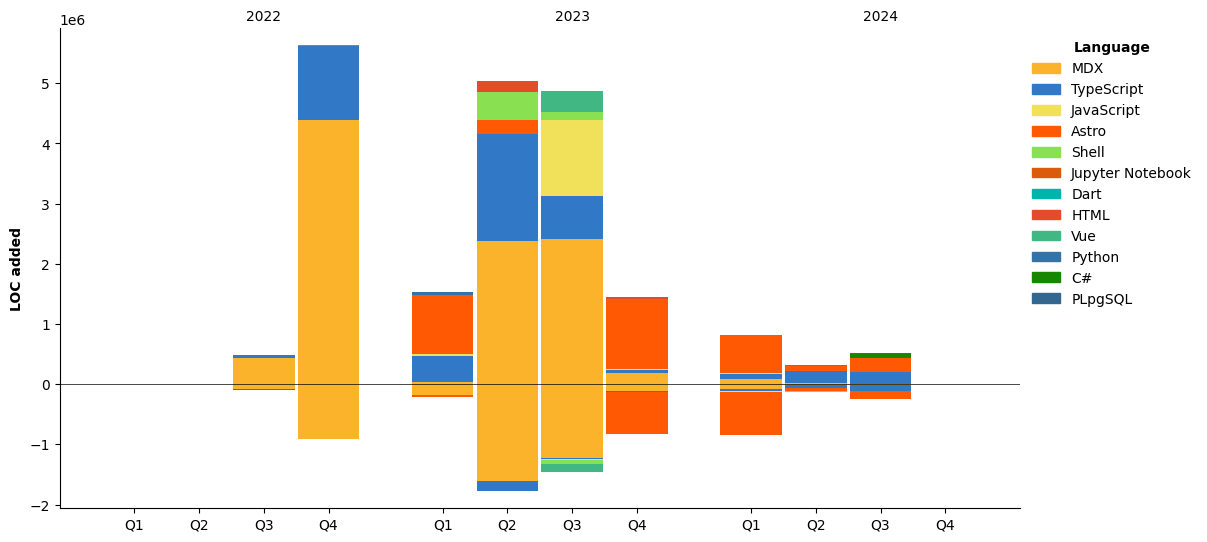 2022 2023 2024
1e6
Language
MDX
TypeScript
JavaScript
Astro
Shell
Jupyter Notebook
Dart
HTML
Vue
Python
C#
PLpgSQL
LOC added
5
4
3
2
1
0
−1
−2
Q1 Q2 Q3 Q4 Q1 Q2 Q3 Q4 Q1 Q2 Q3 Q4